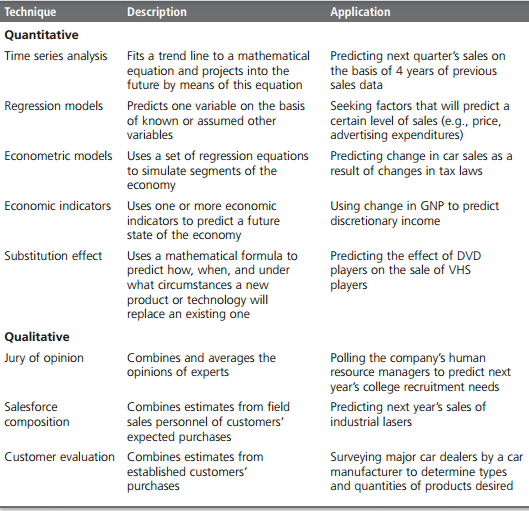 Technique Description Application
Quantitative
Time series analysis Fits a trend line to a mathematical Predicting next quarter's sales on
equation and projects into the the basis of 4 years of previous
future by means of this equation sales data
Regression models Predicts one variable on the basis Seeking factors that will predict a
of known or assumed other certain level of sales (e.g., price,
variables advertising expenditures)
Econometric models Uses a set of regression equations Predicting change in car sales as a
to simulate segments of the result of changes in tax laws
economy
Economic indicators Uses one or more economic Using change in GNP to predict
indicators to predict a future discretionary income
state of the economy
Substitution effect Uses a mathematical formula to Predicting the effect of DVD
predict how, when, and under players on the sale of VHS
what circumstances a new players
product or technology will
replace an existing one
Qualitative
Jury of opinion Combines and averages the Polling the company's human
opinions of experts resource managers to predict next
year's college recruitment needs
Salesforce Combines estimates from field Predicting next year's sales of
composition sales personnel of customers' industrial lasers
expected purchases
Customer evaluation Combines estimates from Surveying major car dealers by a car
established customers' manufacturer to determine types
purchases and quantities of products desired